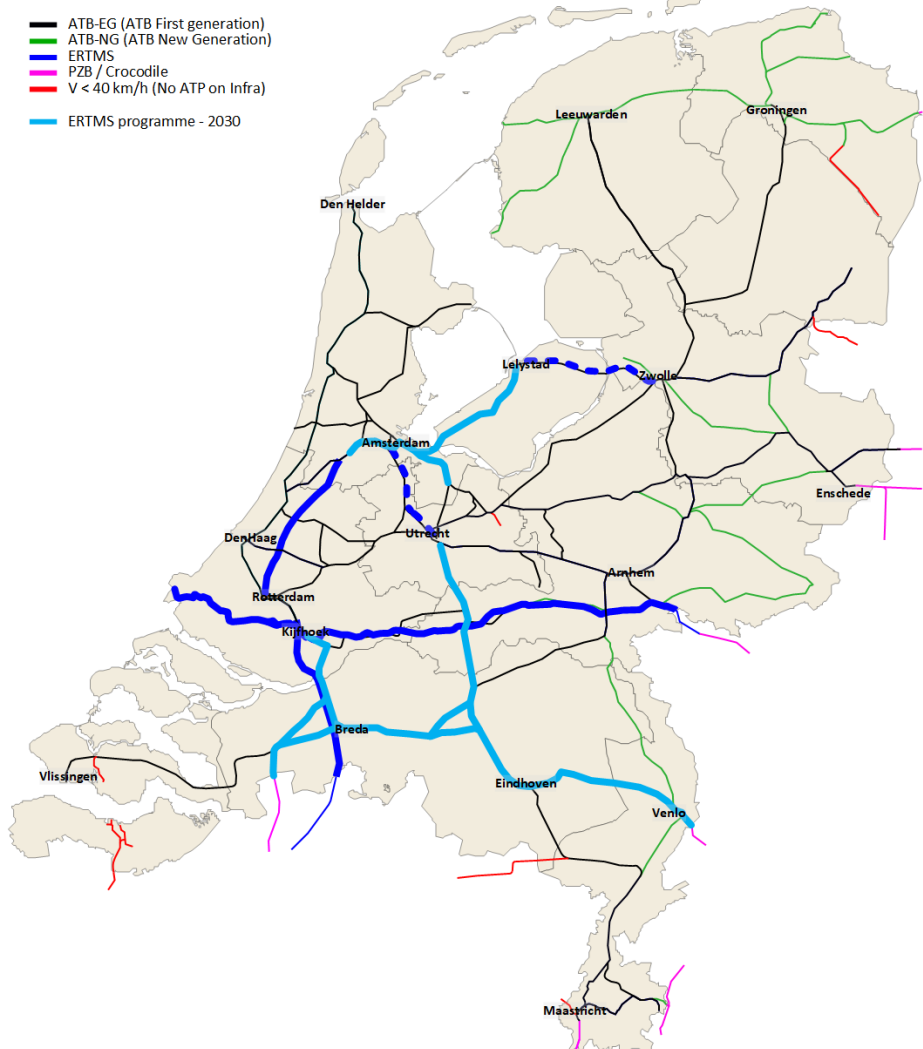 ATB-EG (ATB First generation)
ATB-NG (ATB New Generation)
ERTMS
PZB / Crocodile
V < 40 km/h (No ATP on Infra)
ERTMS programme - 2030
Leeuwarden
Groningen
Den Helder
Lelystad
Zwolle
Amsterdam
Enschede
Utrecht
DenHaag
Arnhem
Rotterdam
Kijfhoek
Breda
Vlissingen
Eindhoven
Venlo
Maastricht